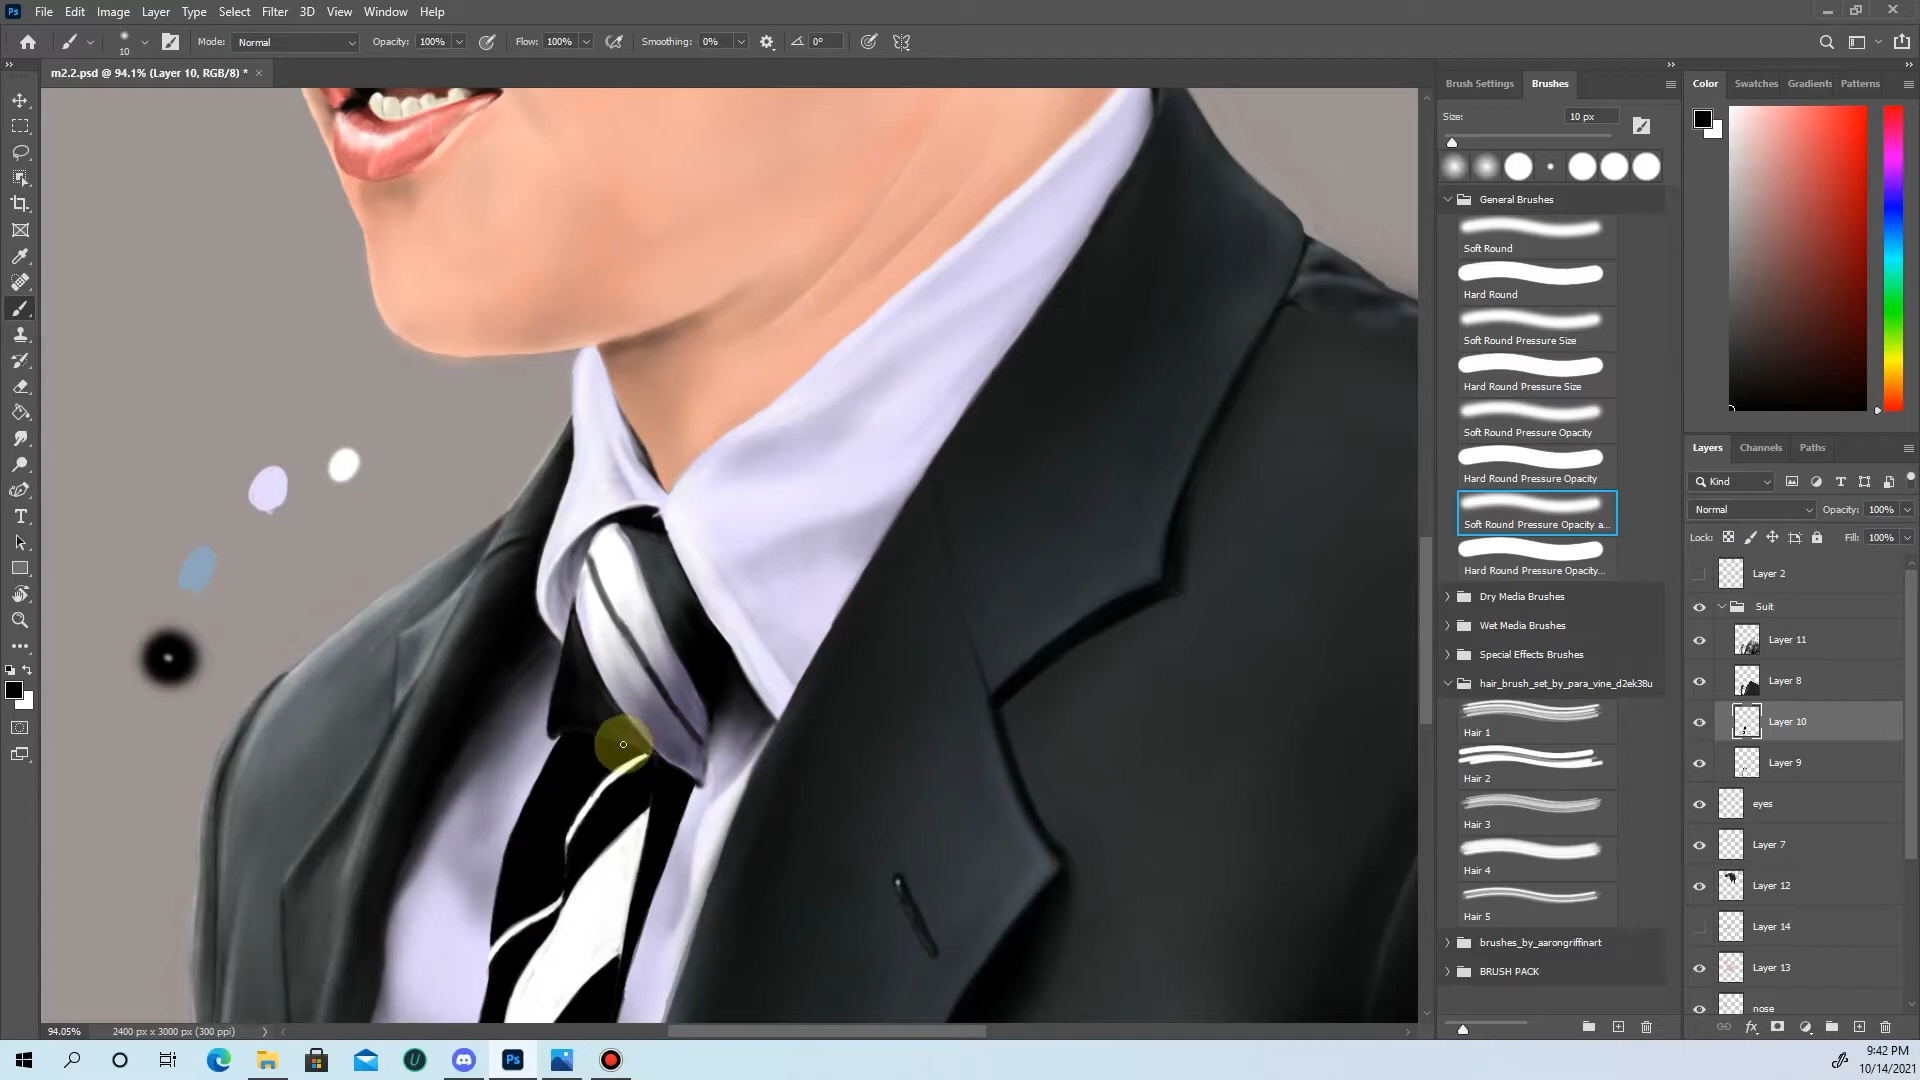 Ps File Edit Image Layer Type Select Filter 3D View Window Help
10 Mode: Normal Opacity: 100% Flow: 100% Smoothing: 0% 0°
m2.2.psd @ 94.1% (Layer 10, RGB/8) *
Brush Settings Brushes
Size: 10 px
General Brushes
Soft Round
Hard Round
Soft Round Pressure Size
Hard Round Pressure Size
Soft Round Pressure Opacity
Hard Round Pressure Opacity
Soft Round Pressure Opacity a...
Hard Round Pressure Opacity...
Dry Media Brushes
Wet Media Brushes
Special Effects Brushes
hair_brush_set_by_para_vine_d2ek38u
Hair 1
Hair 2
Hair 3
Hair 4
Hair 5
brushes_by_aarongriffinart
BRUSH PACK
Color Swatches Gradients Patterns
Layers Channels Paths
Kind
Normal Opacity: 100%
Lock: Fill: 100%
Layer 2
Suit
Layer 11
Layer 8
Layer 10
Layer 9
eyes
Layer 7
Layer 12
Layer 14
Layer 13
nose
94.05% 2400 px x 3000 px (300 ppi)
Ps
9:42 PM
10/14/2021